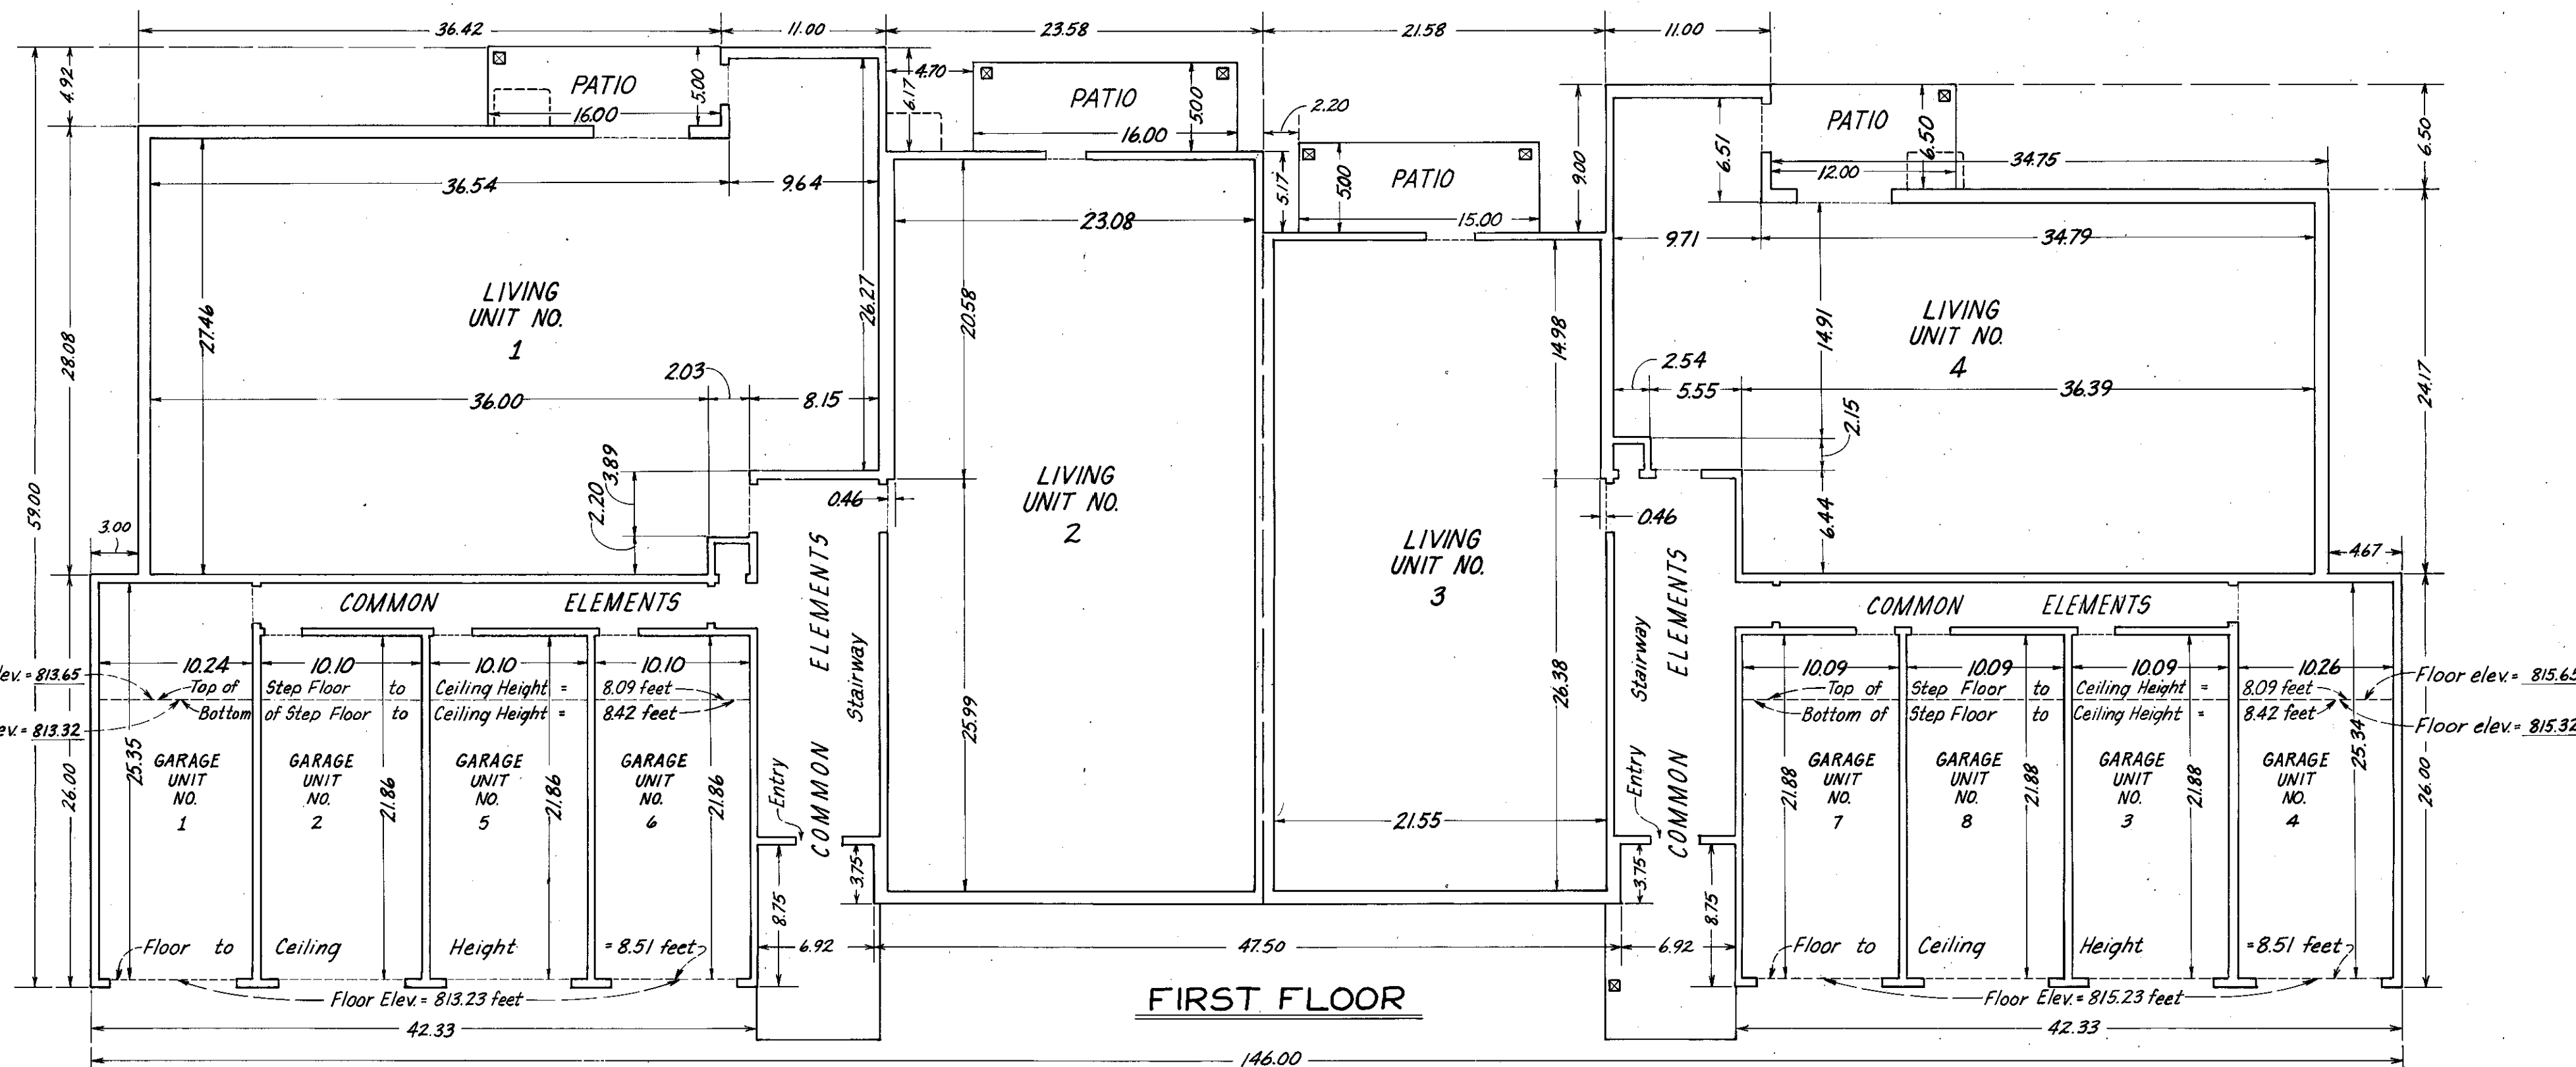 36.42
11.00
23.58
21.58
11.00
4.92
PATIO
5.00
16.00
6.17
4.70
PATIO
5.00
16.00
2.20
5.17
5.00
PATIO
15.00
9.00
6.51
PATIO
6.50
12.00
34.75
6.50
36.54
9.64
23.08
9.71
34.79
59.00
28.08
27.46
LIVING
UNIT NO.
1
26.27
20.58
14.98
LIVING
UNIT NO.
4
14.91
24.17
2.03
36.00
8.15
2.54
5.55
36.39
2.15
3.89
2.20
0.46
LIVING
UNIT NO.
2
LIVING
UNIT NO.
3
0.46
6.44
3.00
4.67
COMMON ELEMENTS
COMMON ELEMENTS
Stairway
Entry
COMMON ELEMENTS
Stairway
Entry
COMMON ELEMENTS
10.24
10.10
10.10
10.10
10.09
10.09
10.09
10.26
ev. = 813.65
Top of Step Floor to Ceiling Height = 8.09 feet
Bottom of Step Floor to Ceiling Height = 8.42 feet
ev. = 813.32
Top of Step Floor to Ceiling Height = 8.09 feet
Floor elev. = 815.65
Bottom of Step Floor to Ceiling Height = 8.42 feet
Floor elev. = 815.32
26.00
25.35
GARAGE
UNIT
NO.
1
GARAGE
UNIT
NO.
2
21.86
GARAGE
UNIT
NO.
5
21.86
GARAGE
UNIT
NO.
6
21.86
25.99
26.38
21.55
21.88
GARAGE
UNIT
NO.
7
GARAGE
UNIT
NO.
8
21.88
GARAGE
UNIT
NO.
3
21.88
GARAGE
UNIT
NO.
4
25.34
26.00
8.75
3.75
3.75
8.75
Floor to Ceiling Height = 8.51 feet
6.92
47.50
6.92
Floor to Ceiling Height = 8.51 feet
Floor Elev. = 813.23 feet
FIRST FLOOR
Floor Elev. = 815.23 feet
42.33
42.33
146.00